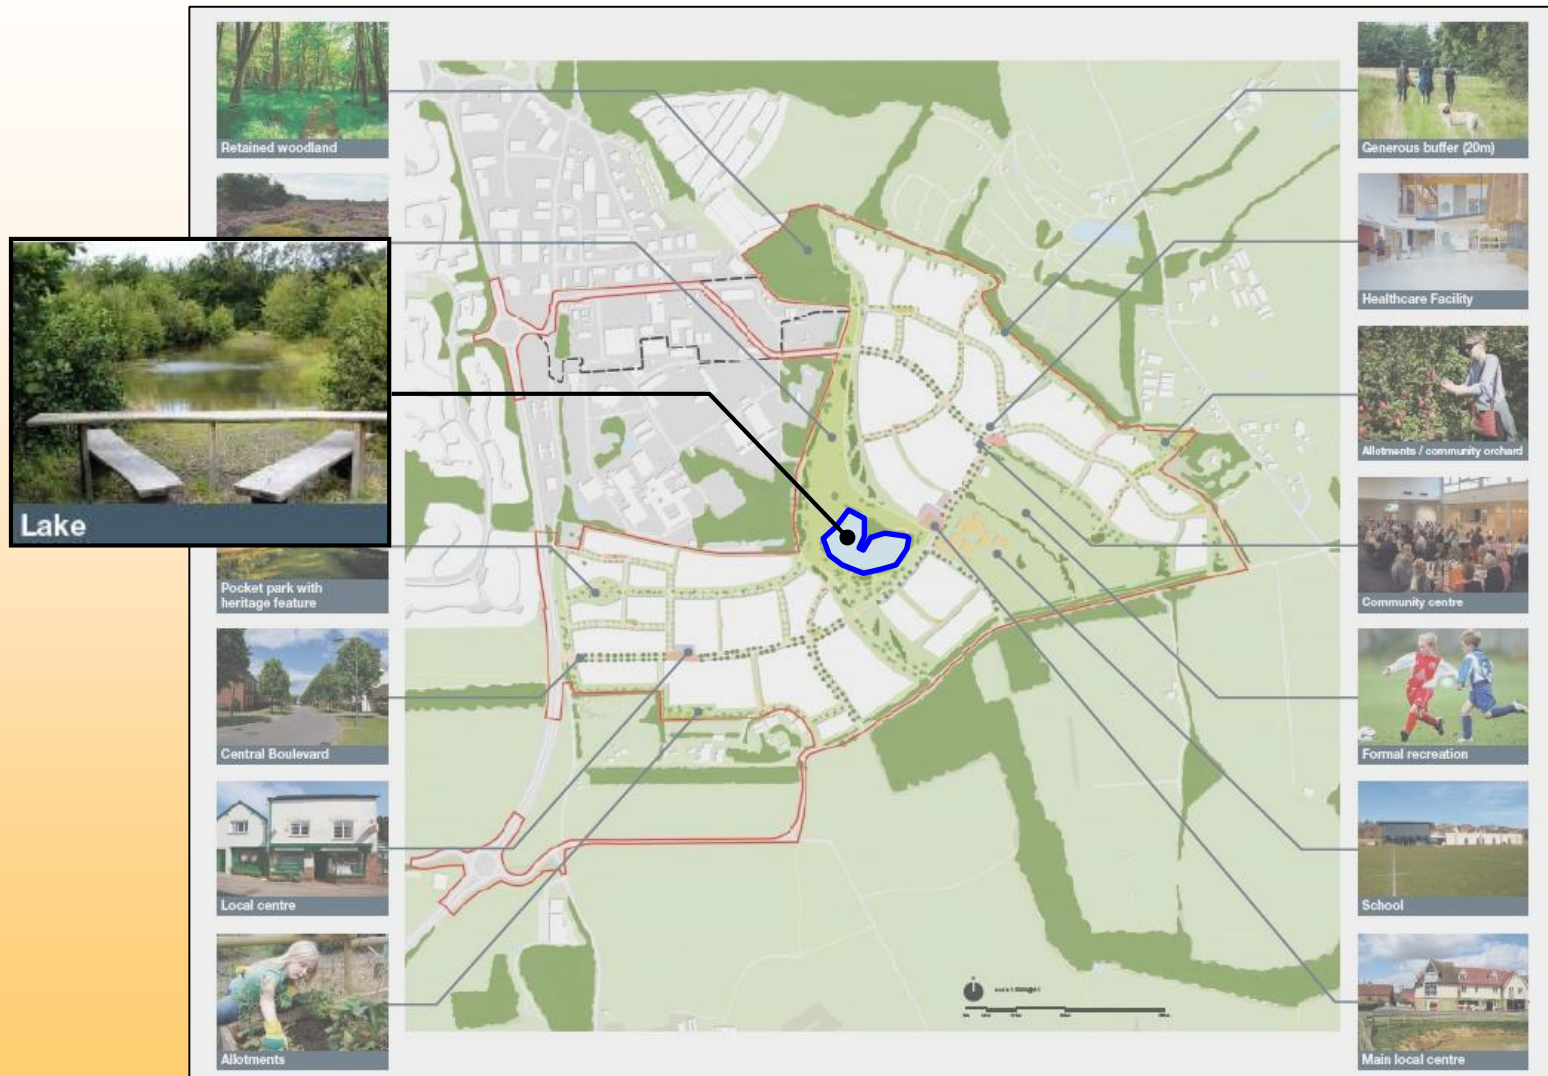 Retained woodland
Lake
Pocket park with
heritage feature
Central Boulevard
Local centre
Allotments
Generous buffer (20m)
Healthcare Facility
Allotments / community orchard
Community centre
Formal recreation
School
Main local centre